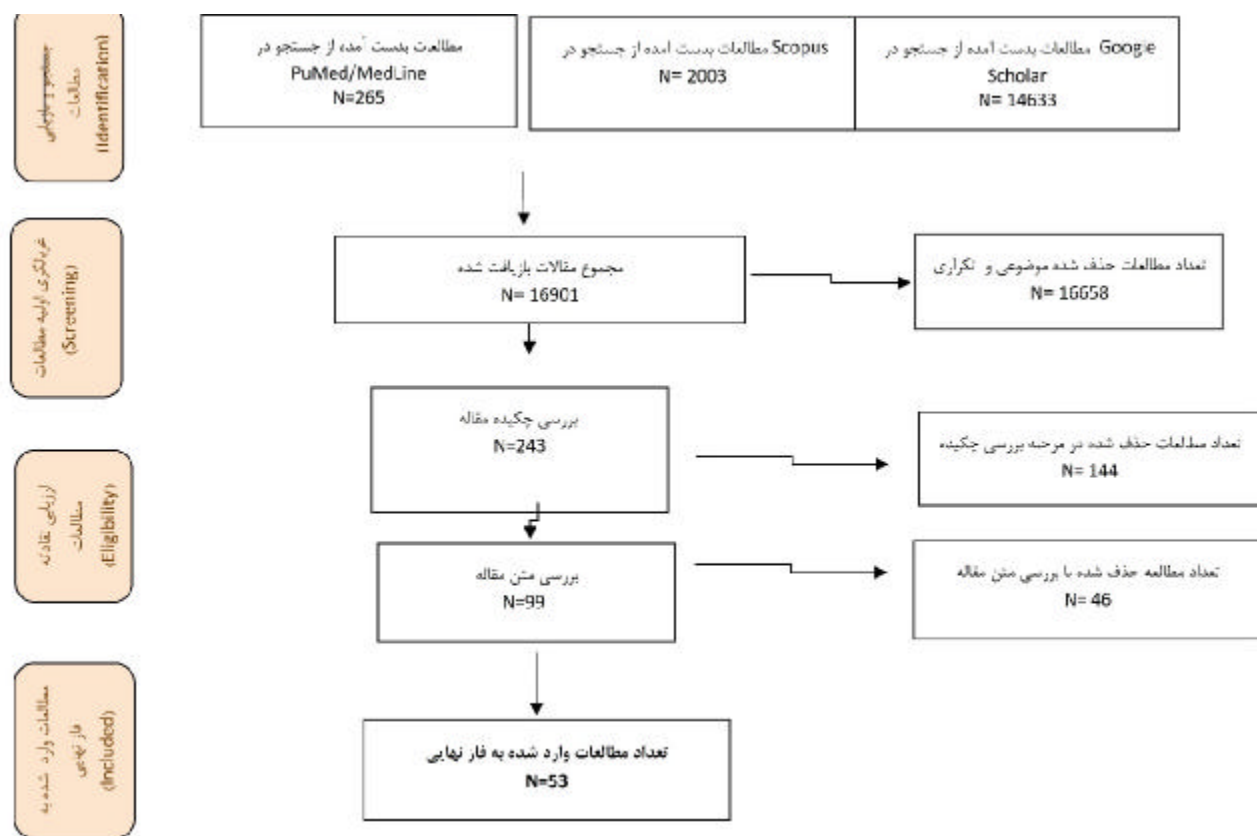 جستجو و بازیابی
مطالعات
(Identification)
مطالعات بدست آمده از جستجو در
PuMed/MedLine
N=265
مطالعات بدست آمده از جستجو در Scopus
N= 2003
مطالعات بدست آمده از جستجو در Google
Scholar
N= 14633
غربالگری اولیه مطالعات
(Screening)
مجموع مقالات بازیافت شده
N= 16901
تعداد مطالعات حذف شده موضوعی و تکراری
N= 16658
ارزیابی نقادانه
مطالعات
(Eligibility)
بررسی چکیده مقاله
N=243
تعداد مطالعات حذف شده در مرحله بررسی چکیده
N= 144
بررسی متن مقاله
N=99
تعداد مطالعه حذف شده با بررسی متن مقاله
N= 46
مطالعات وارد شده به
فاز نهایی
(Included)
تعداد مطالعات وارد شده به فاز نهایی
N=53